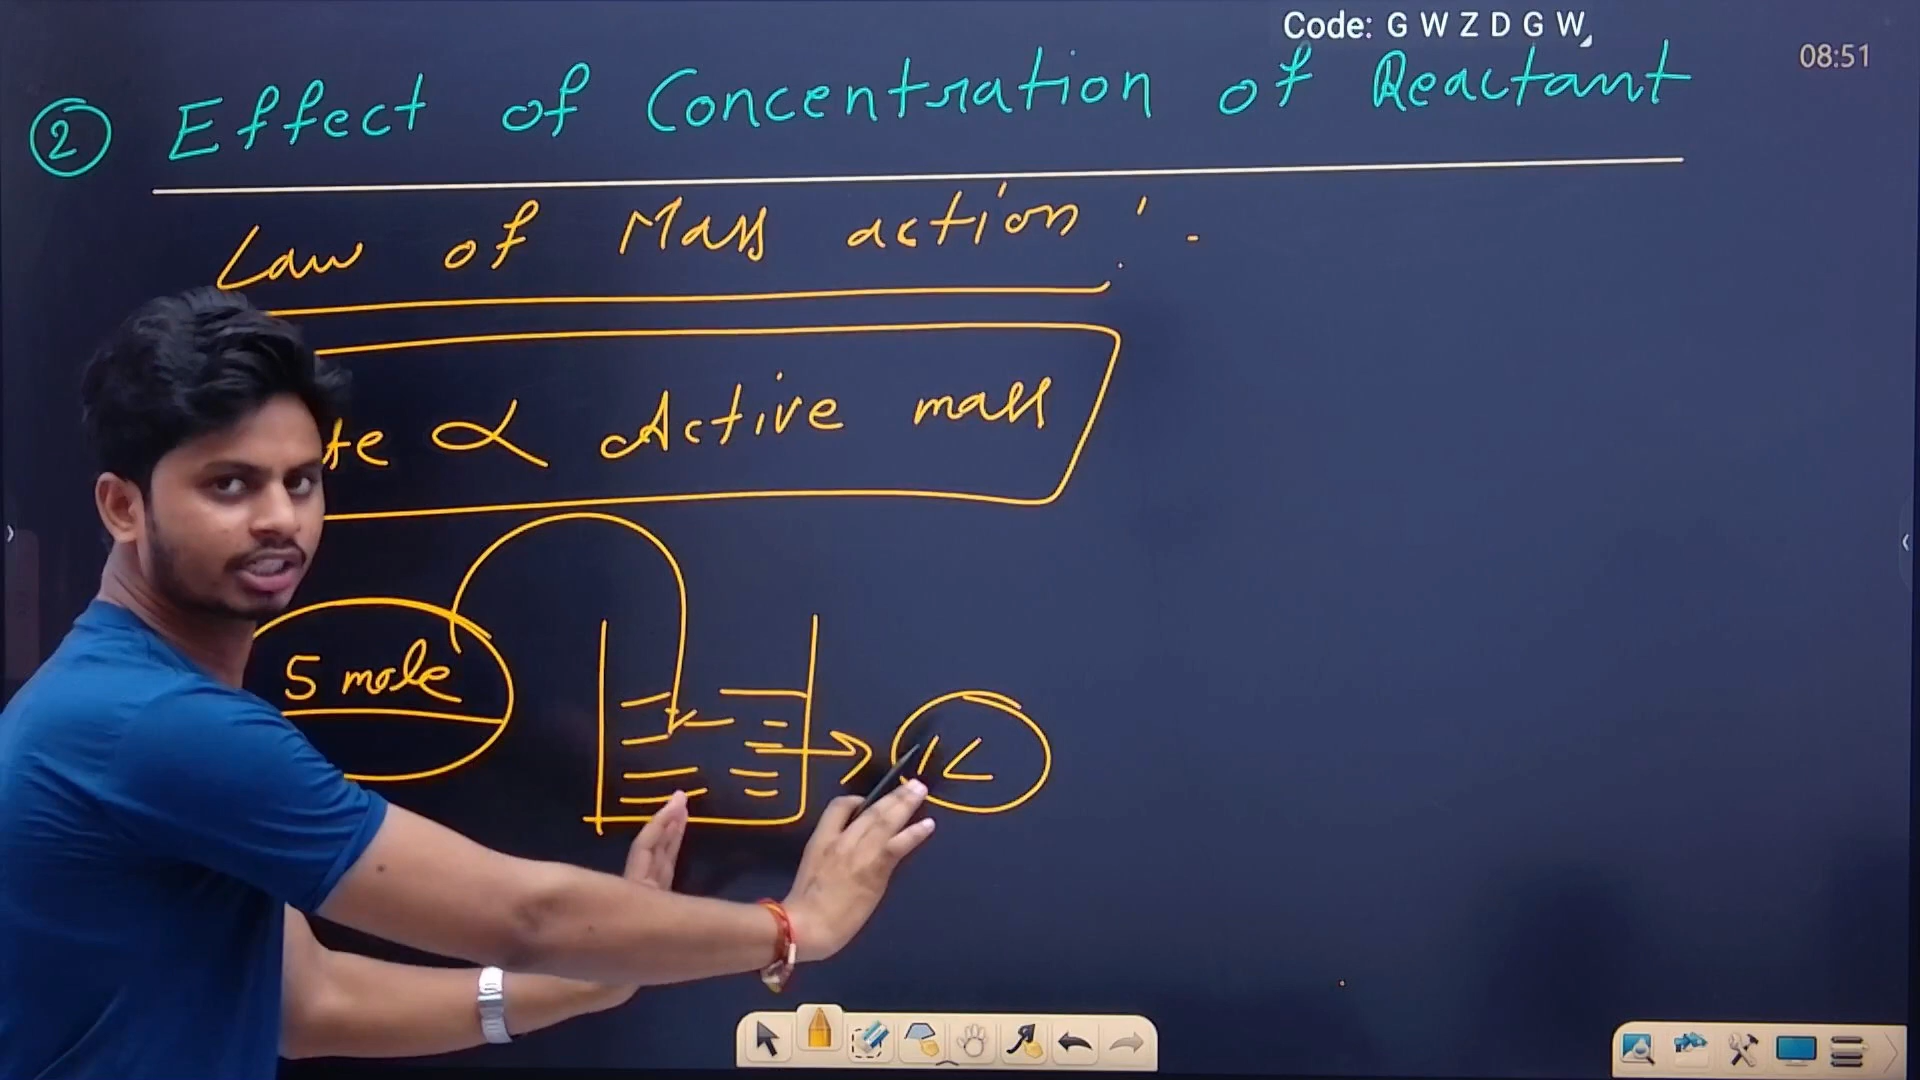 Code: G W Z D G W
08:51
② Effect of Concentration of Reactant
Law of Mass action :
te ∝ Active mass
5 mole
1L